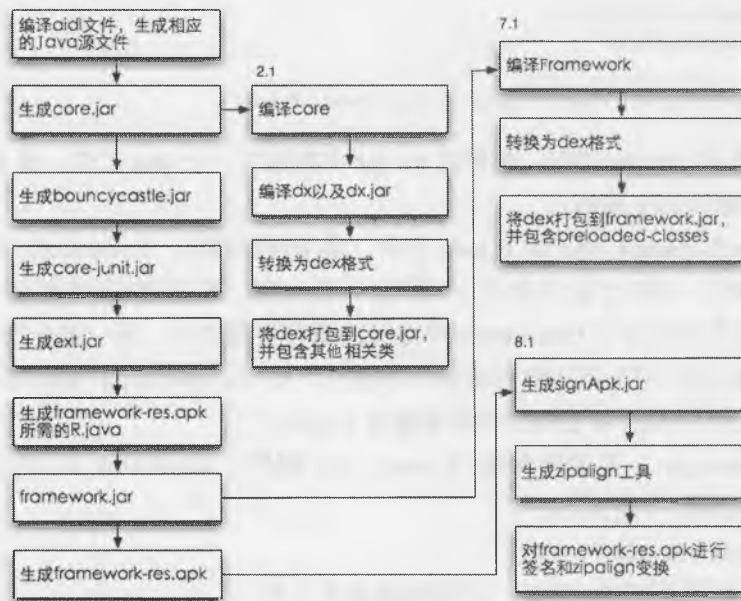 编译aidl文件，生成相应
的Java源文件
生成core.jar
生成bouncycastle.jar
生成core-junit.jar
生成ext.jar
生成framework-res.apk
所需的R.java
framework.jar
生成framework-res.apk
2.1
编译core
编译dx以及dx.jar
转换为dex格式
将dex打包到core.jar，
并包含其他相关类
7.1
编译Framework
转换为dex格式
将dex打包到framework.jar，
并包含preloaded-classes
8.1
生成signApk.jar
生成zipalign工具
对framework-res.apk进行
签名和zipalign变换